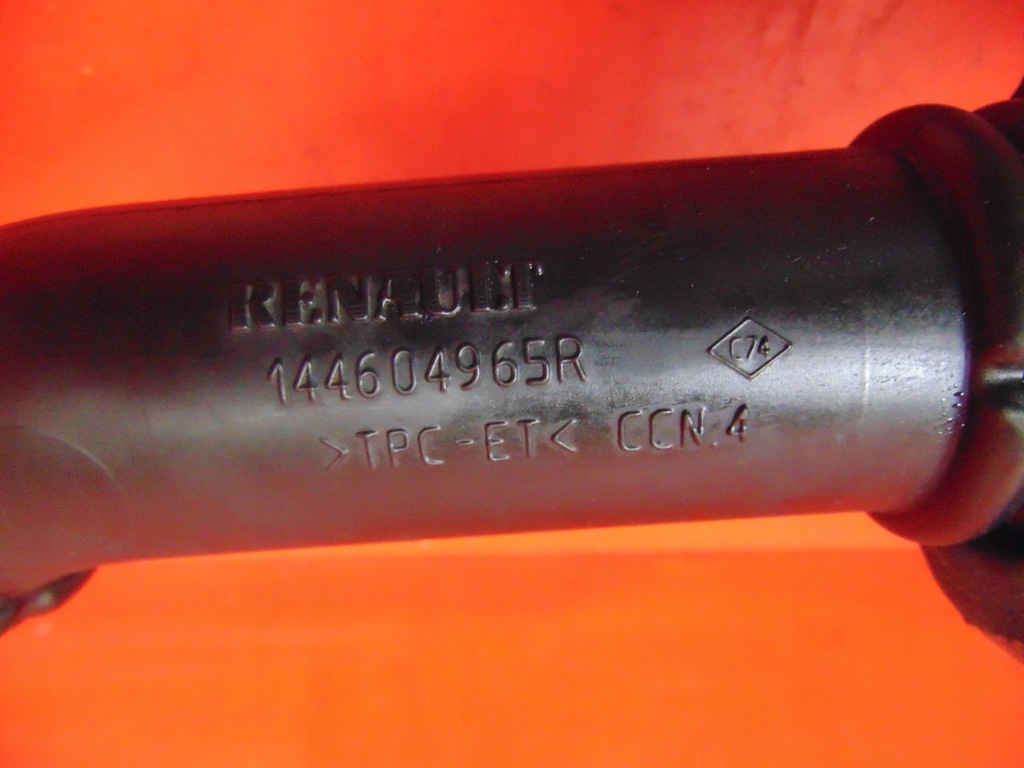 RENAULT
144604965R
C74
>TPC-ET< CCN.4